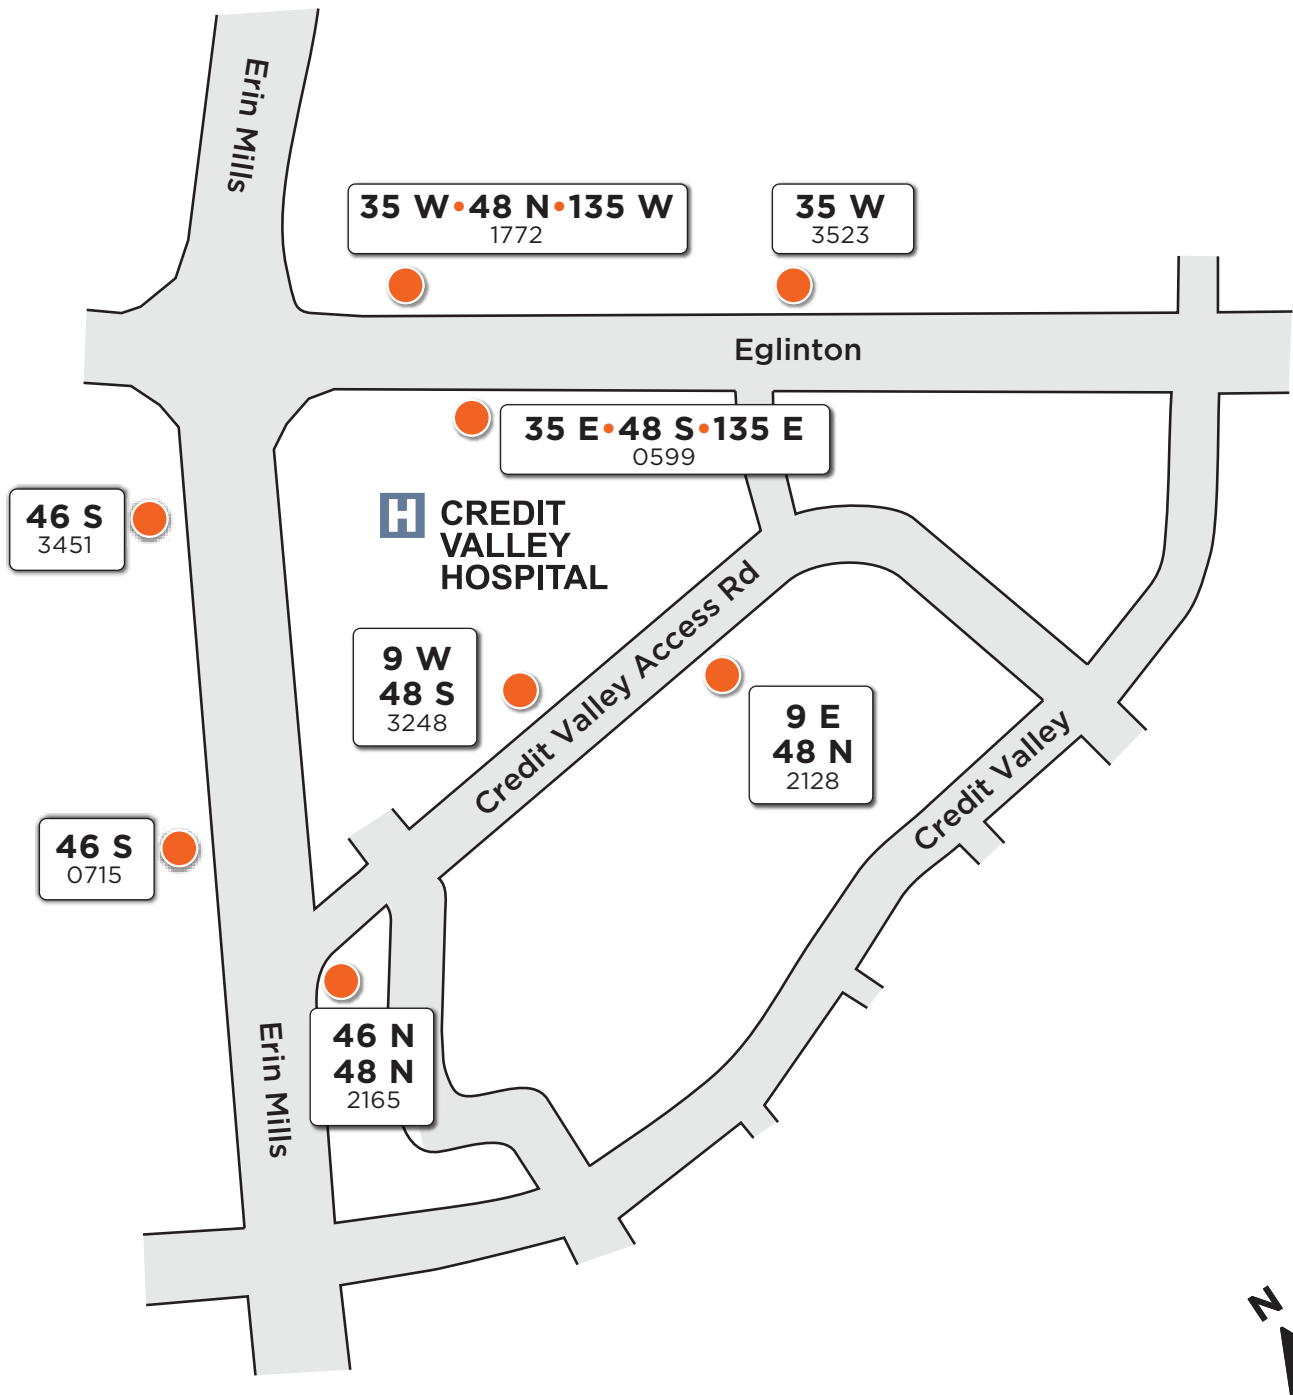 Erin Mills
35 W•48 N•135 W
1772
35 W
3523
Eglinton
35 E•48 S•135 E
0599
46 S
3451
H
CREDIT
VALLEY
HOSPITAL
Credit Valley Access Rd
9 W
48 S
3248
9 E
48 N
2128
Credit Valley
46 S
0715
46 N
48 N
2165
Erin Mills
N